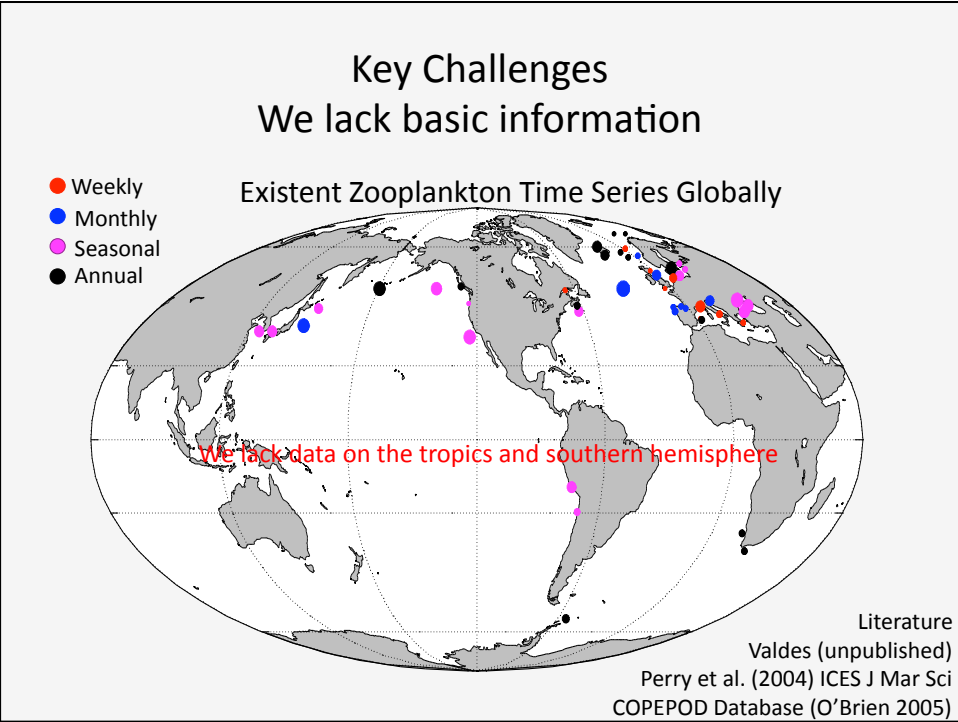 Key Challenges
We lack basic information
Weekly
Monthly
Seasonal
Annual
Existent Zooplankton Time Series Globally
We lack data on the tropics and southern hemisphere
Literature
Valdes (unpublished)
Perry et al. (2004) ICES J Mar Sci
COPEPOD Database (O’Brien 2005)